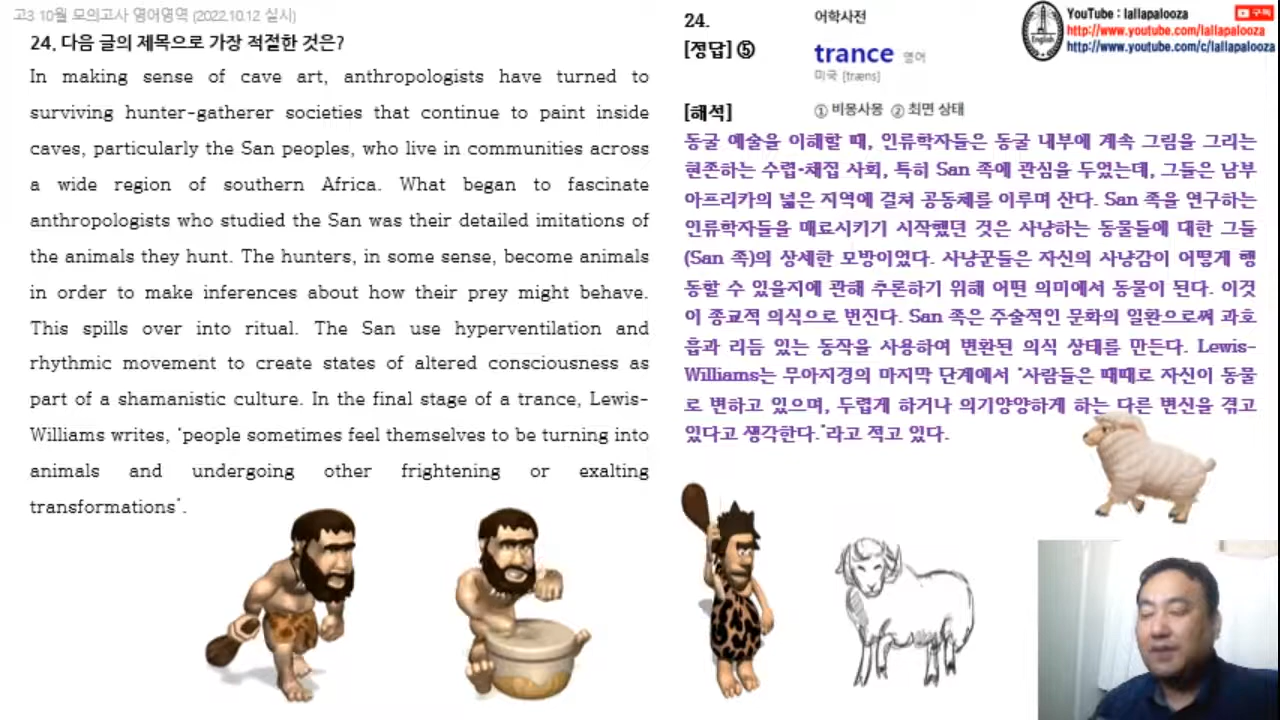 고3 10월 모의고사 영어영역 (2022.10.12 실시)
24. 다음 글의 제목으로 가장 적절한 것은?
In making sense of cave art, anthropologists have turned to
surviving hunter-gatherer societies that continue to paint inside
caves, particularly the San peoples, who live in communities across
a wide region of southern Africa. What began to fascinate
anthropologists who studied the San was their detailed imitations of
the animals they hunt. The hunters, in some sense, become animals
in order to make inferences about how their prey might behave.
This spills over into ritual. The San use hyperventilation and
rhythmic movement to create states of altered consciousness as
part of a shamanistic culture. In the final stage of a trance, Lewis-
Williams writes, 'people sometimes feel themselves to be turning into
animals and undergoing other frightening or exalting
transformations'.
24.
[정답] ⑤
어학사전
trance 영어
미국 [træns]
① 비몽사몽 ② 최면 상태
[해석]
동굴 예술을 이해할 때, 인류학자들은 동굴 내부에 계속 그림을 그리는
현존하는 수렵-채집 사회, 특히 San 족에 관심을 두었는데, 그들은 남부
아프리카의 넓은 지역에 걸쳐 공동체를 이루며 산다. San 족을 연구하는
인류학자들을 매료시키기 시작했던 것은 사냥하는 동물들에 대한 그들
(San 족)의 상세한 모방이었다. 사냥꾼들은 자신의 사냥감이 어떻게 행
동할 수 있을지에 관해 추론하기 위해 어떤 의미에서 동물이 된다. 이것
이 종교적 의식으로 번진다. San 족은 주술적인 문화의 일환으로써 과호
흡과 리듬 있는 동작을 사용하여 변환된 의식 상태를 만든다. Lewis-
Williams는 무아지경의 마지막 단계에서 '사람들은 때때로 자신이 동물
로 변하고 있으며, 두렵게 하거나 의기양양하게 하는 다른 변신을 겪고
있다고 생각한다.'라고 적고 있다.
English
YouTube : lallapalooza
구독
http://www.youtube.com/lallapalooza
http://www.youtube.com/c/lallapalooza